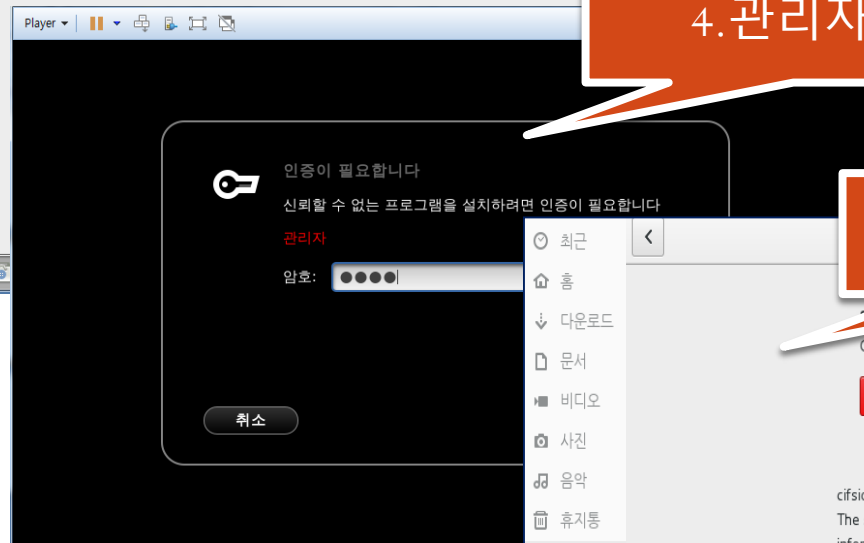 4.관리자
Player
인증이 필요합니다
신뢰할 수 없는 프로그램을 설치하려면 인증이 필요합니다
관리자
암호:
취소
최근
홈
다운로드
문서
비디오
사진
음악
휴지통
The